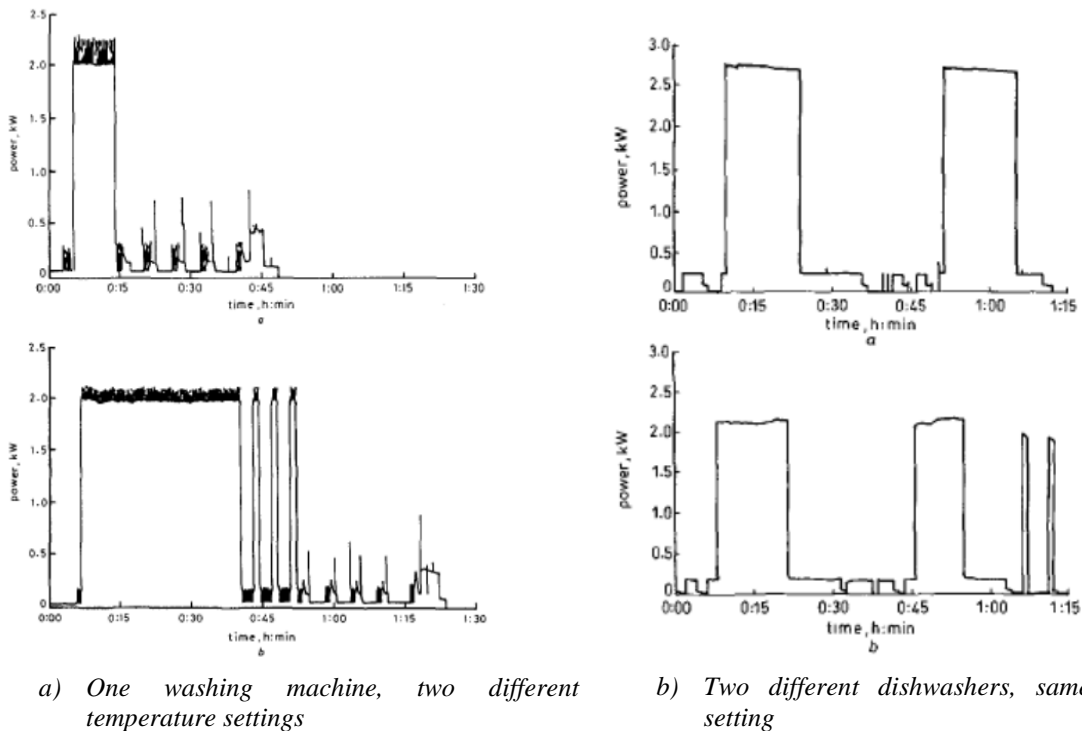 2.5
2.0
1.5
1.0
0.5
0
power, kW
0:00 0:15 0:30 0:45 1:00 1:15 1:30
time, h:min
a
2.5
2.0
1.5
1.0
0.5
0
power, kW
0:00 0:15 0:30 0:45 1:00 1:15 1:30
time, h:min
b
a) One washing machine, two different
temperature settings
3.0
2.5
2.0
1.5
1.0
0.5
0
power, kW
0:00 0:15 0:30 0:45 1:00 1:15
time, h:min
a
3.0
2.5
2.0
1.5
1.0
0.5
0
power, kW
0:00 0:15 0:30 0:45 1:03 1:15
time, h:min
b
b) Two different dishwashers, same
setting